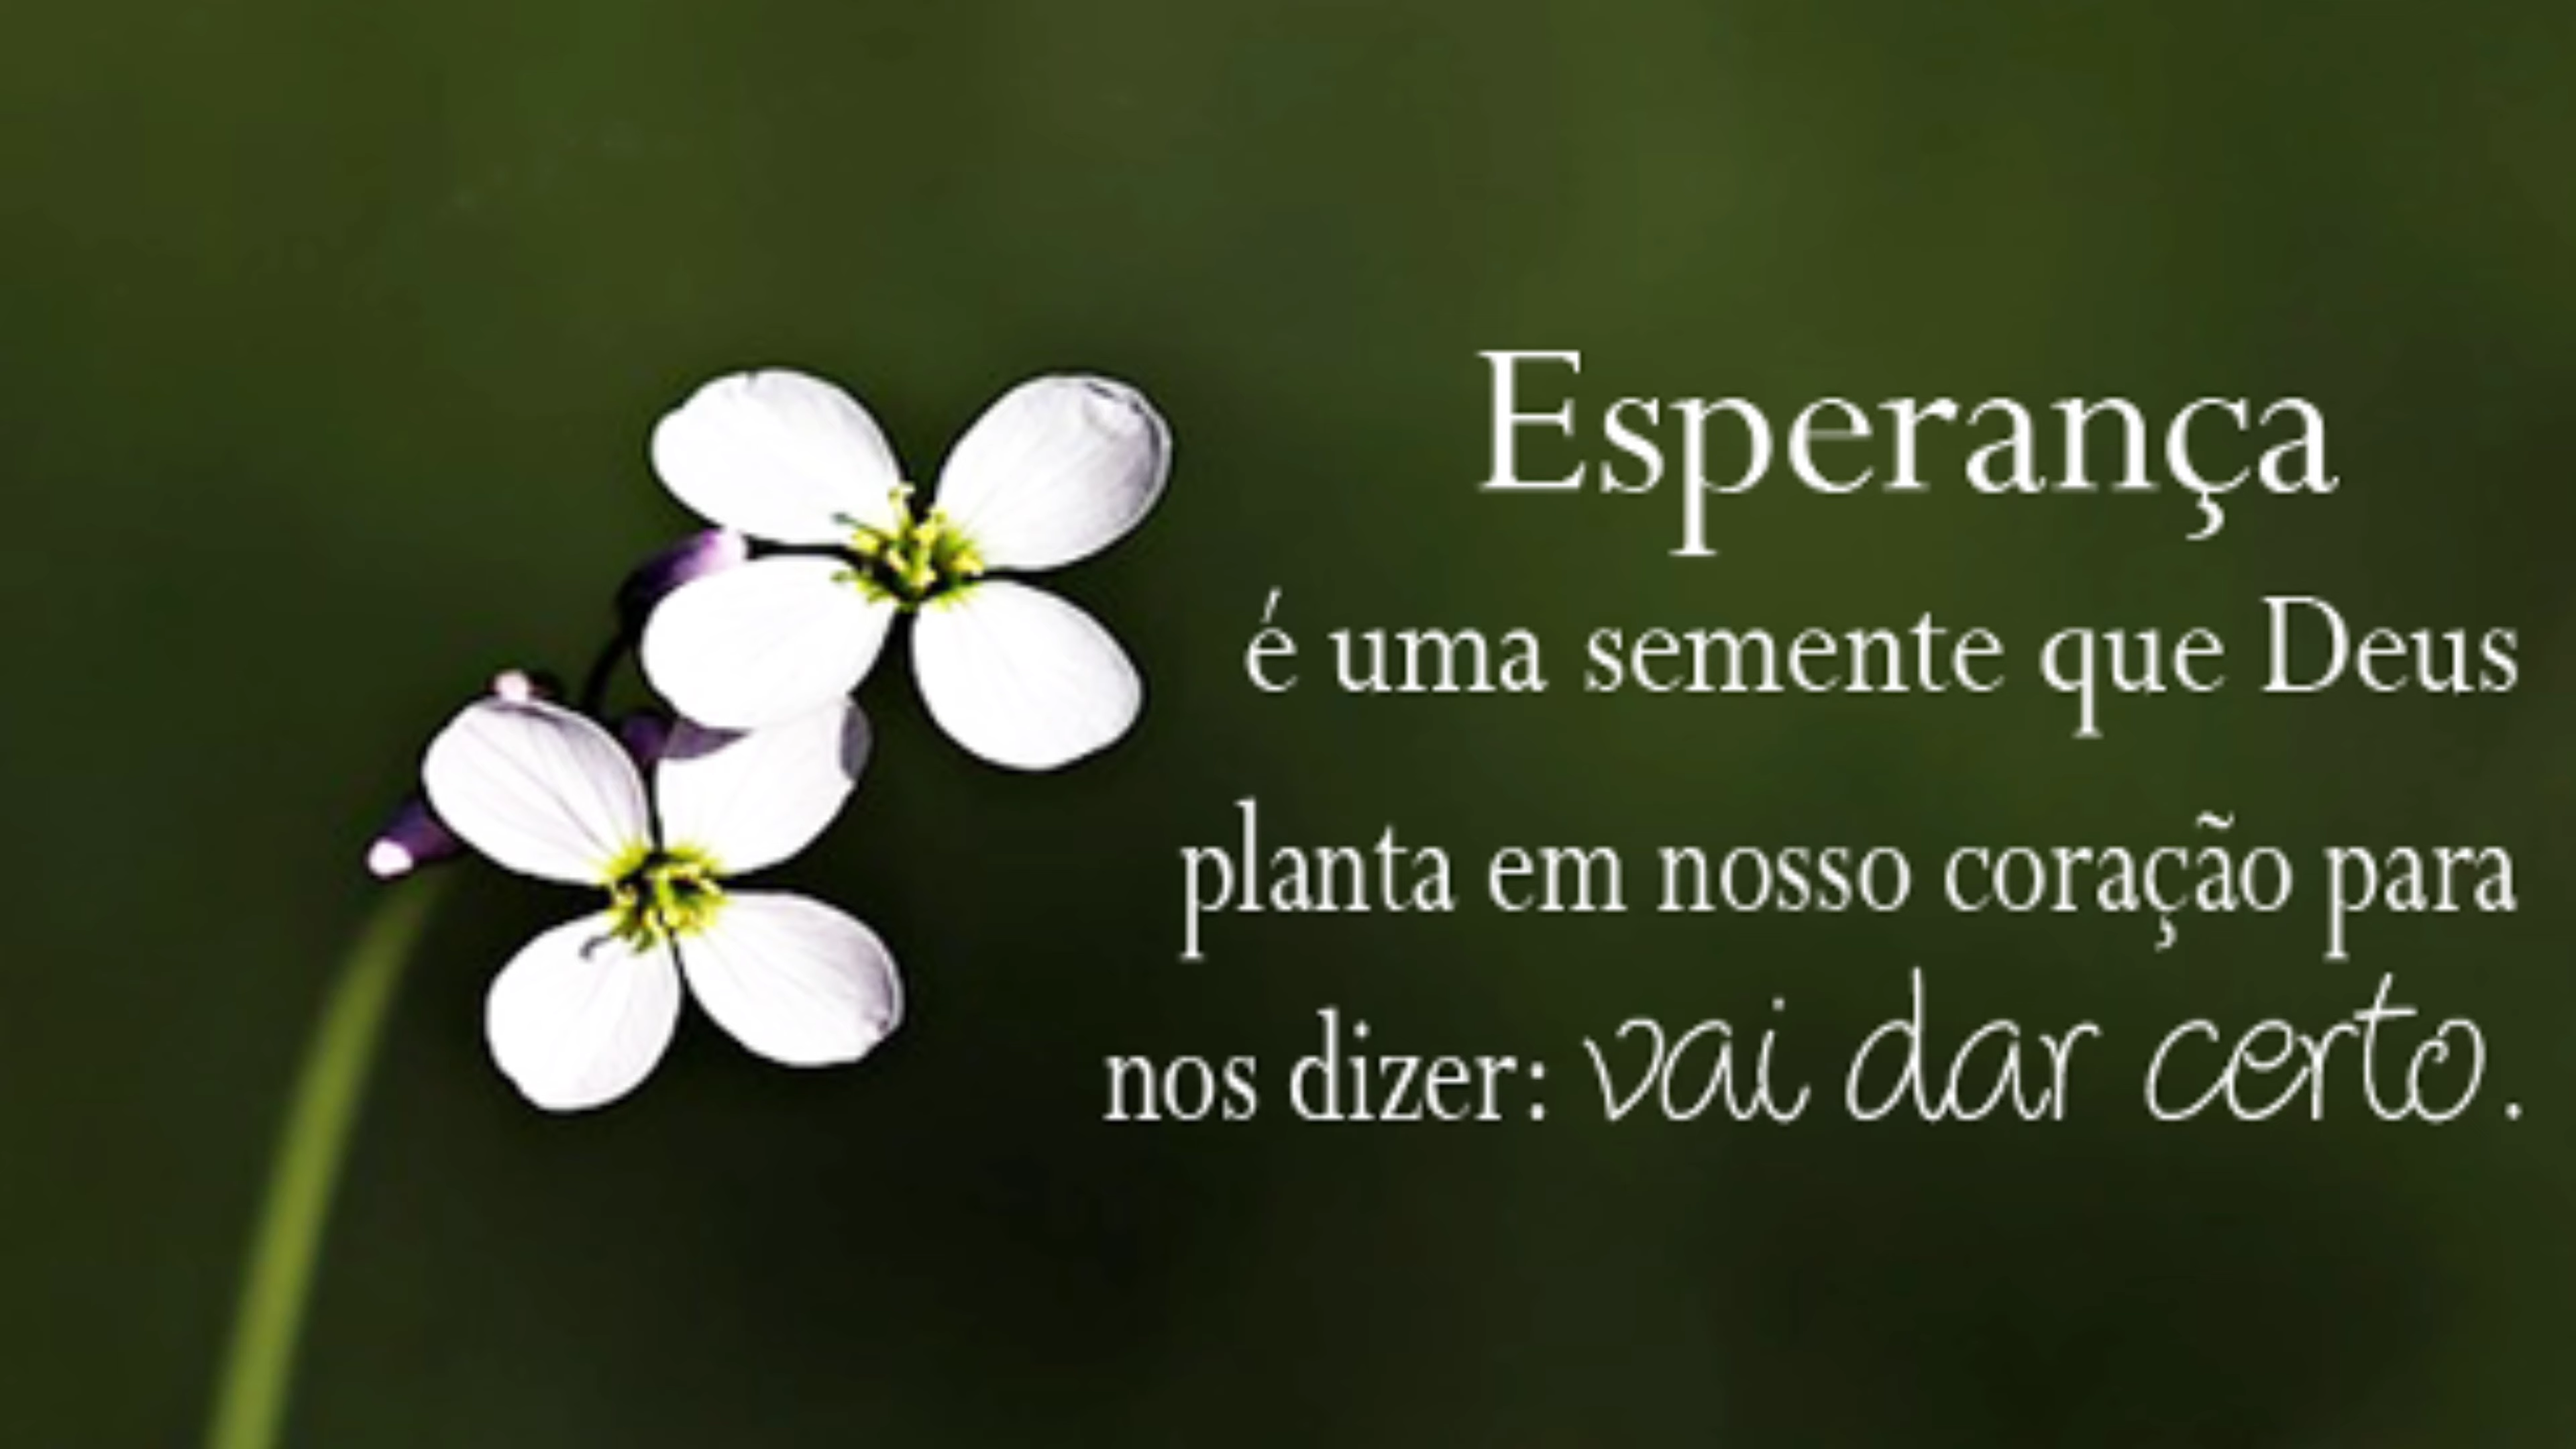 Esperança
é uma semente que Deus
planta em nosso coração para
nos dizer: vai dar certo.